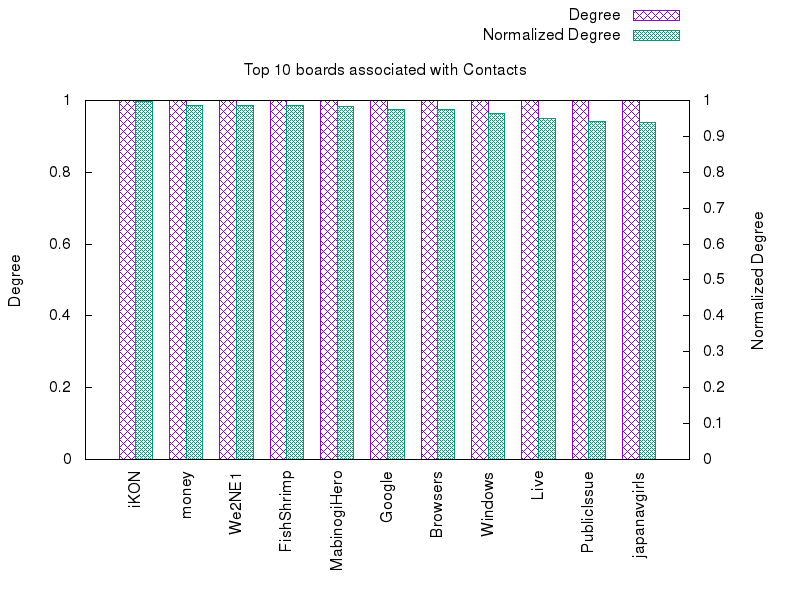 Degree
Normalized Degree
Top 10 boards associated with Contacts
1
0.8
0.6
0.4
0.2
0
Degree
1
0.9
0.8
0.7
0.6
0.5
0.4
0.3
0.2
0.1
0
Normalized Degree
iKON
money
We2NE1
FishShrimp
MabinogiHero
Google
Browsers
Windows
Live
PublicIssue
japanavgirls